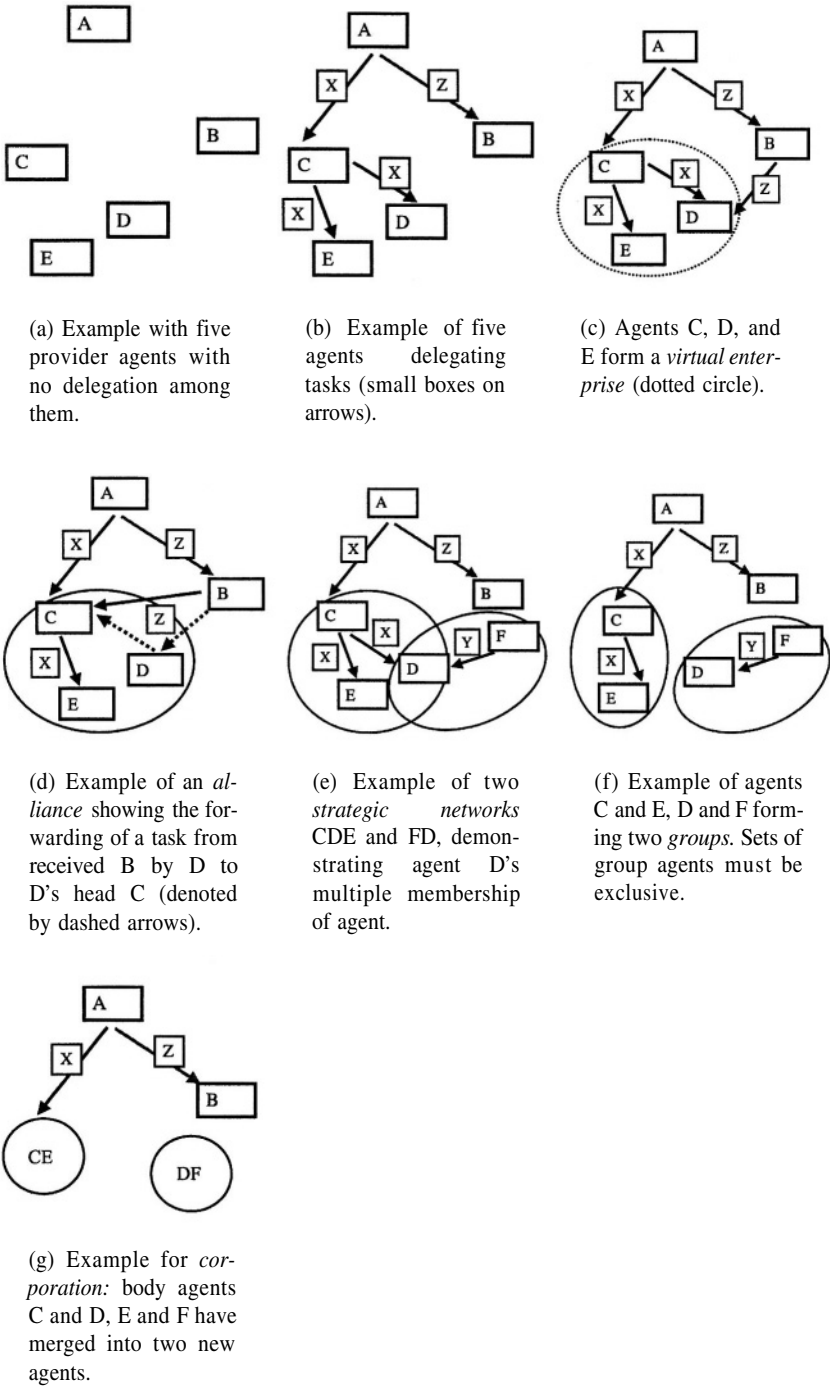 A
B
C
D
E
A
X
Z
B
C
X
X
D
E
A
X
Z
B
C
X
Z
X
D
E
(a) Example with five
provider agents with
no delegation among
them.
(b) Example of five
agents delegating
tasks (small boxes on
arrows).
(c) Agents C, D, and
E form a virtual enter-
prise (dotted circle).
A
X
Z
B
C
Z
X
D
E
A
X
Z
B
C
X
Y
F
X
D
E
A
X
Z
B
C
Y
F
X
D
E
(d) Example of an al-
liance showing the for-
warding of a task from
received B by D to
D's head C (denoted
by dashed arrows).
(e) Example of two
strategic networks
CDE and FD, demon-
strating agent D's
multiple membership
of agent.
(f) Example of agents
C and E, D and F form-
ing two groups. Sets of
group agents must be
exclusive.
A
X
Z
B
CE
DF
(g) Example for cor-
poration: body agents
C and D, E and F have
merged into two new
agents.